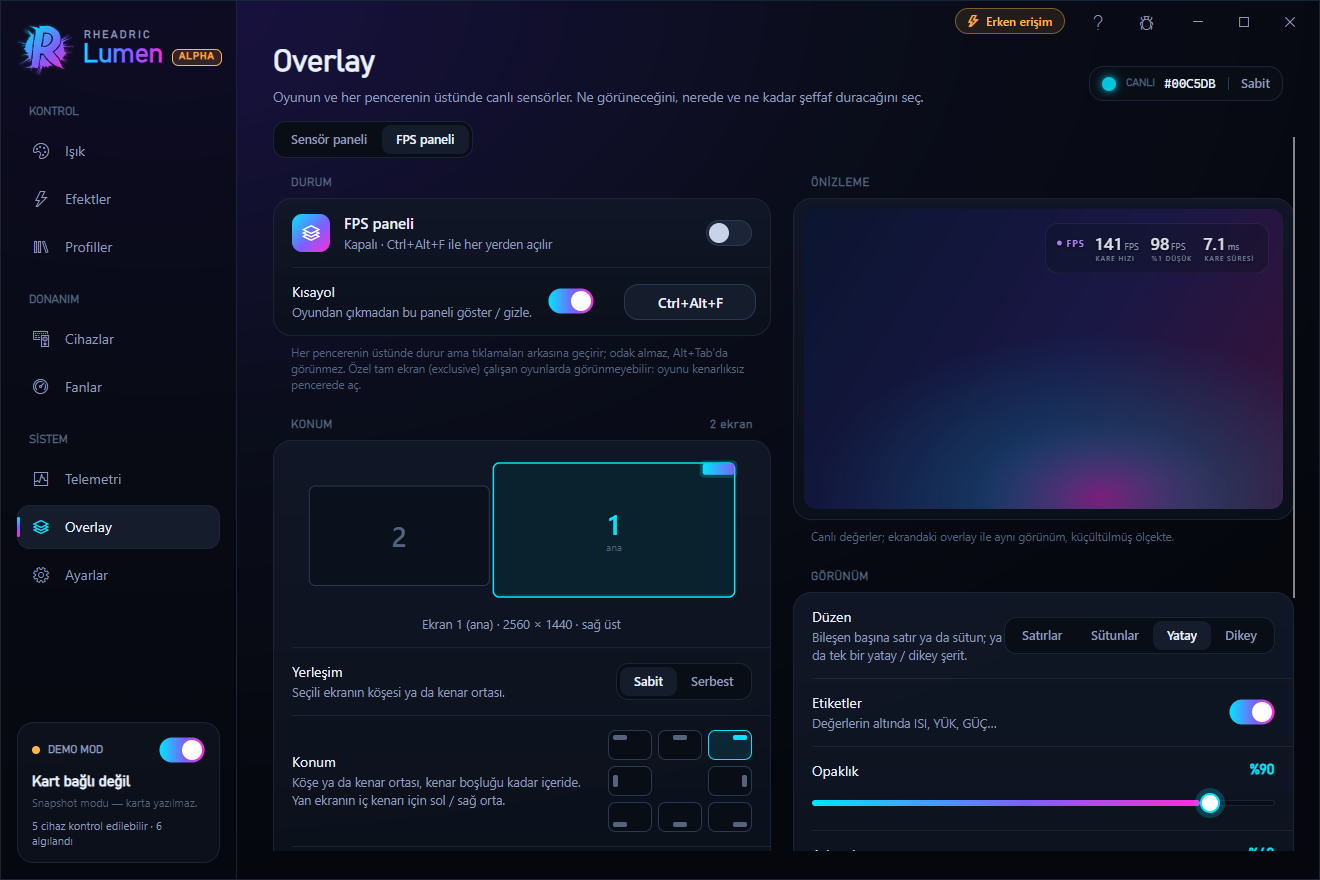 RHEADRIC
Lumen ALPHA
KONTROL
Işık
Efektler
Profiller
DONANIM
Cihazlar
Fanlar
SİSTEM
Telemetri
Overlay
Ayarlar
DEMO MOD
Kart bağlı değil
Snapshot modu — karta yazılmaz.
5 cihaz kontrol edilebilir · 6
algılandı
Erken erişim
Overlay
Oyunun ve her pencerenin üstünde canlı sensörler. Ne görüneceğini, nerede ve ne kadar şeffaf duracağını seç.
CANLI #00C5DB Sabit
Sensör paneli FPS paneli
DURUM
FPS paneli
Kapalı · Ctrl+Alt+F ile her yerden açılır
Kısayol
Oyundan çıkmadan bu paneli göster / gizle.
Ctrl+Alt+F
Her pencerenin üstünde durur ama tıklamaları arkasına geçirir; odak almaz, Alt+Tab'da
görünmez. Özel tam ekran (exclusive) çalışan oyunlarda görünmeyebilir: oyunu kenarlıksız
pencerede aç.
KONUM 2 ekran
2
1
ana
Ekran 1 (ana) · 2560 × 1440 · sağ üst
Yerleşim
Seçili ekranın köşesi ya da kenar ortası.
Sabit Serbest
Konum
Köşe ya da kenar ortası, kenar boşluğu kadar içeride.
Yan ekranın iç kenarı için sol / sağ orta.
ÖNİZLEME
FPS 141 FPS 98 FPS 7.1 ms
KARE HIZI %1 DÜŞÜK KARE SÜRESİ
Canlı değerler; ekrandaki overlay ile aynı görünüm, küçültülmüş ölçekte.
GÖRÜNÜM
Düzen
Bileşen başına satır ya da sütun; ya
da tek bir yatay / dikey şerit.
Satırlar Sütunlar Yatay Dikey
Etiketler
Değerlerin altında ISI, YÜK, GÜÇ...
Opaklık %90